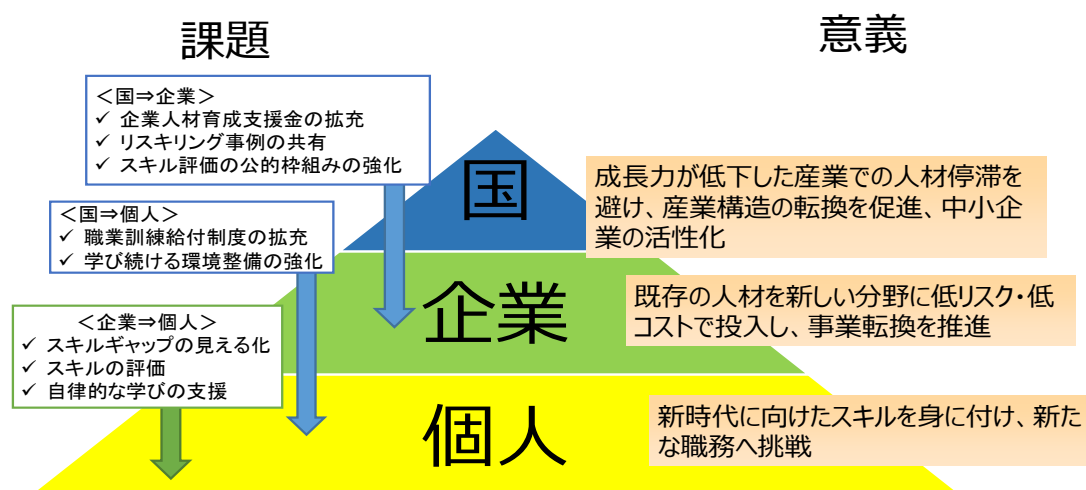 課題
意義
＜国⇒企業＞
✓ 企業人材育成支援金の拡充
✓ リスキリング事例の共有
✓ スキル評価の公的枠組みの強化
＜国⇒個人＞
✓ 職業訓練給付制度の拡充
✓ 学び続ける環境整備の強化
＜企業⇒個人＞
✓ スキルギャップの見える化
✓ スキルの評価
✓ 自律的な学びの支援
国
企業
個人
成長力が低下した産業での人材停滞を
避け、産業構造の転換を促進、中小企
業の活性化
既存の人材を新しい分野に低リスク・低
コストで投入し、事業転換を推進
新時代に向けたスキルを身に付け、新た
な職務へ挑戦